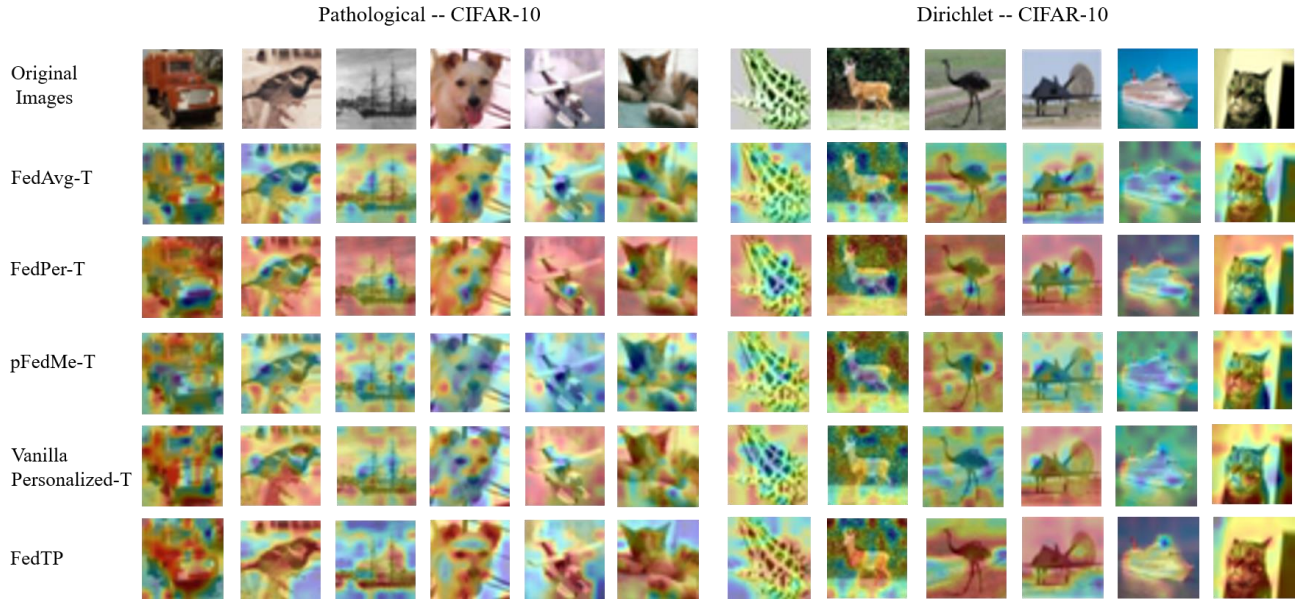 Pathological -- CIFAR-10
Dirichlet -- CIFAR-10
Original
Images
FedAvg-T
FedPer-T
pFedMe-T
Vanilla
Personalized-T
FedTP